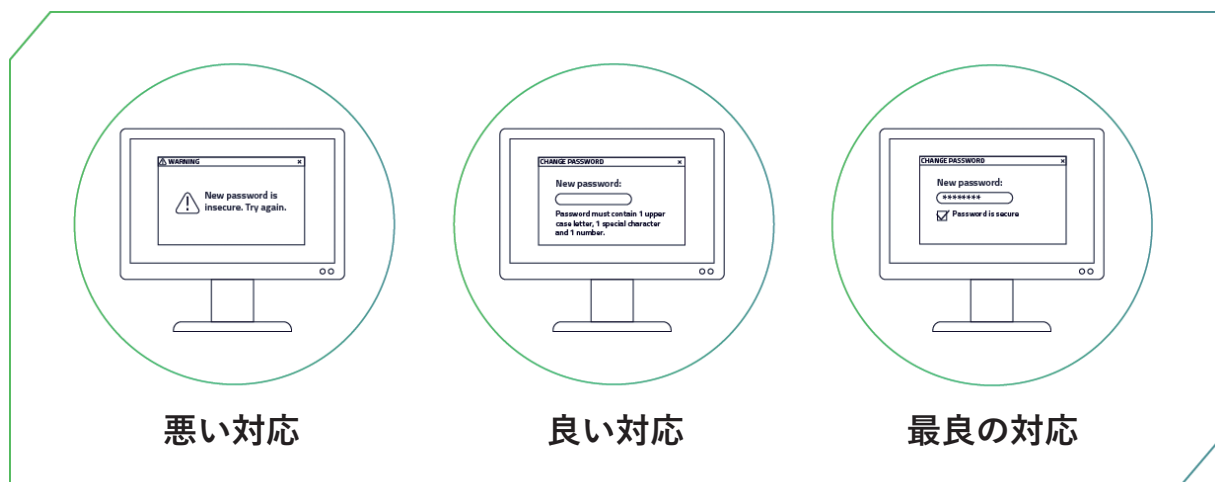 WARNING
New password is
insecure. Try again.
悪い対応
CHANGE PASSWORD
New password:
Password must contain 1 upper
case letter, 1 special character
and 1 number.
良い対応
CHANGE PASSWORD
New password:
********
Password is secure
最良の対応